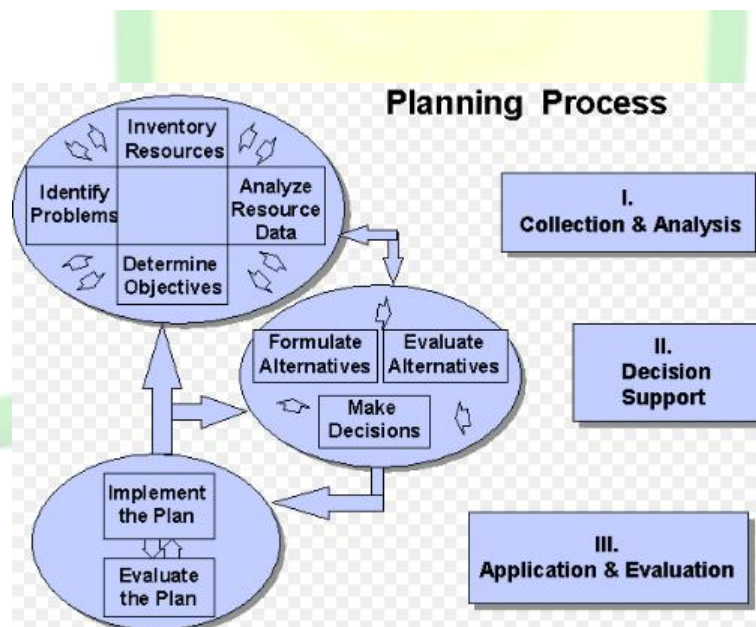 Planning Process
Inventory
Resources
Identify
Problems
Analyze
Resource
Data
Determine
Objectives
I.
Collection & Analysis
Formulate
Alternatives
Evaluate
Alternatives
Make
Decisions
II.
Decision
Support
Implement
the Plan
Evaluate
the Plan
III.
Application & Evaluation